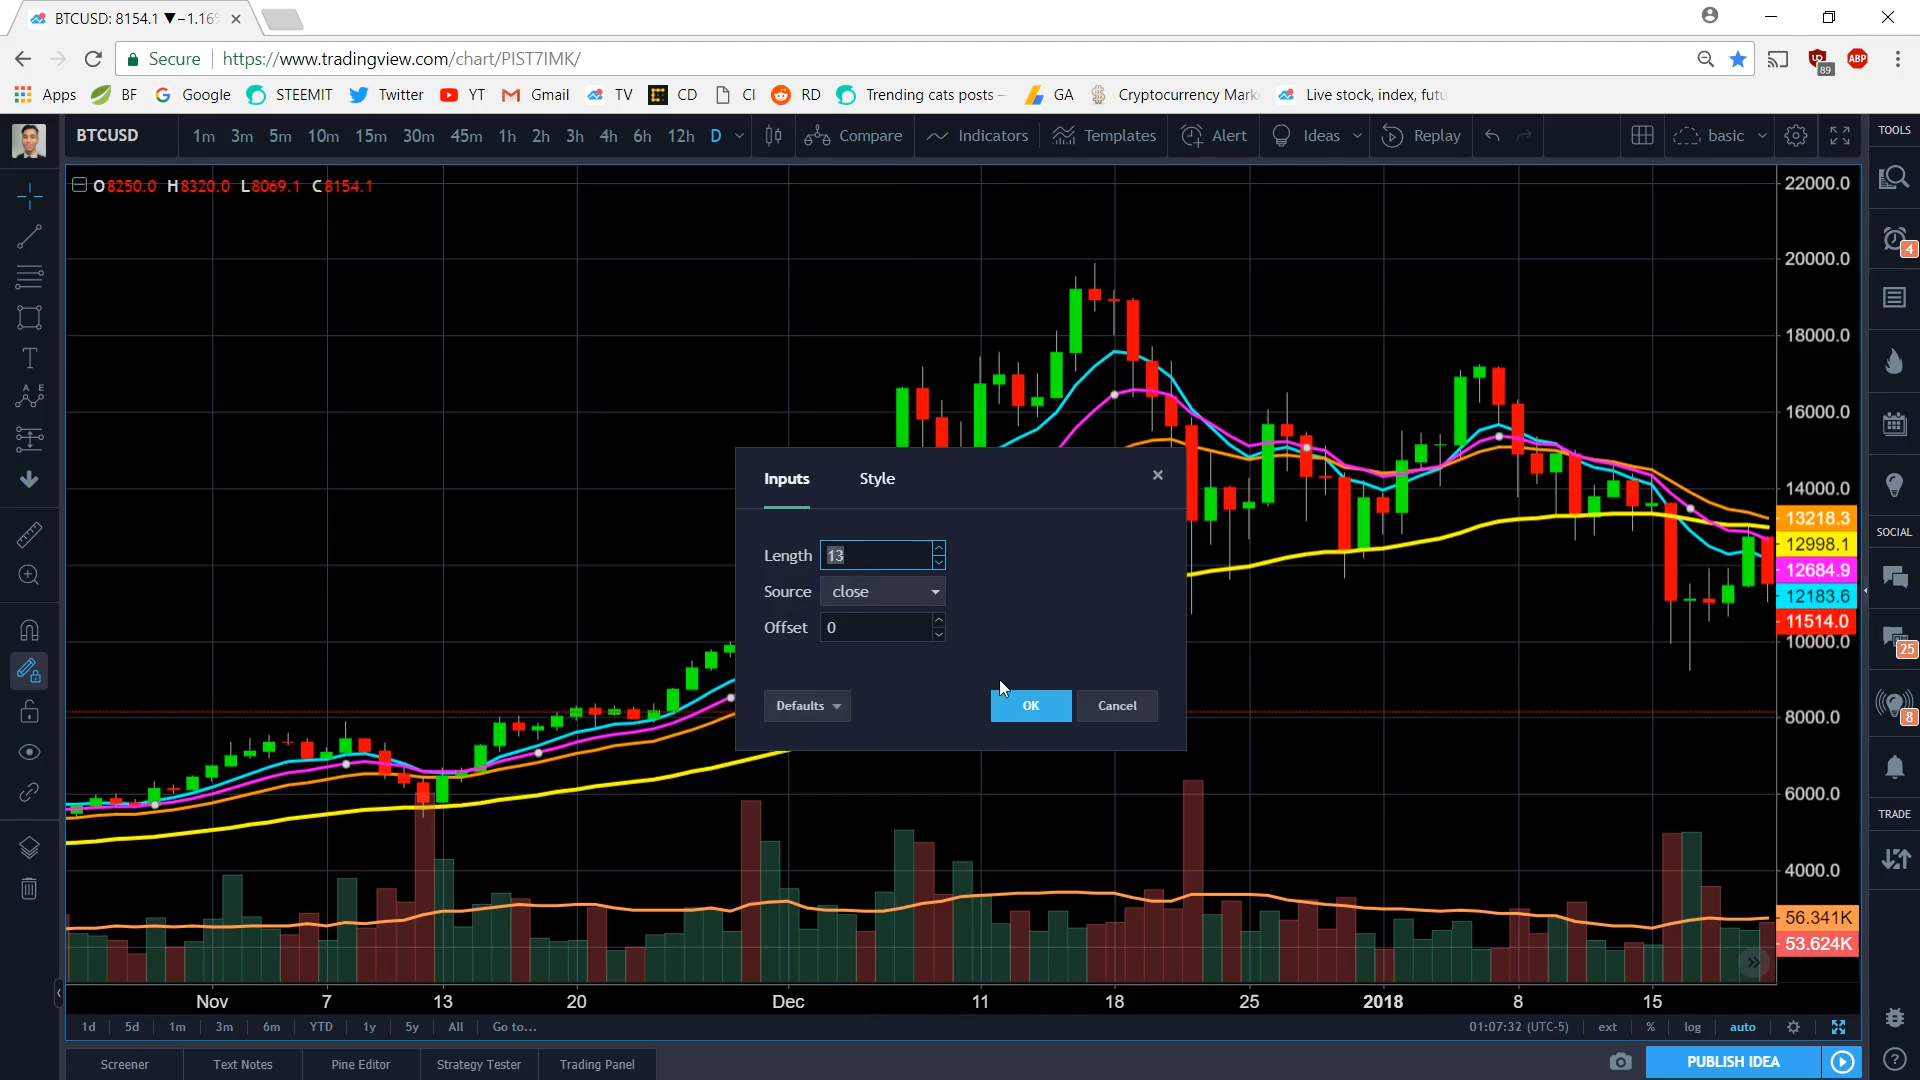 BTCUSD: 8154.1 ▼−1.16%
Secure https://www.tradingview.com/chart/PIST7IMK/
89 ABP
Apps BF Google STEEMIT Twitter YT Gmail TV CD CI RD Trending cats posts – GA Cryptocurrency Mark Live stock, index, futu
BTCUSD 1m 3m 5m 10m 15m 30m 45m 1h 2h 3h 4h 6h 12h D Compare Indicators Templates Alert Ideas Replay basic
TOOLS
O8250.0 H8320.0 L8069.1 C8154.1
22000.0
20000.0
4
18000.0
16000.0
14000.0
13218.3
12998.1
12684.9
12183.6
11514.0
10000.0
8000.0
6000.0
4000.0
56.341K
53.624K
SOCIAL
25
8
TRADE
Inputs Style
Length 13
Source close
Offset 0
Defaults OK Cancel
Nov 7 13 20 Dec 11 18 25 2018 8 15
1d 5d 1m 3m 6m YTD 1y 5y All Go to... 01:07:32 (UTC-5) ext % log auto
Screener Text Notes Pine Editor Strategy Tester Trading Panel PUBLISH IDEA